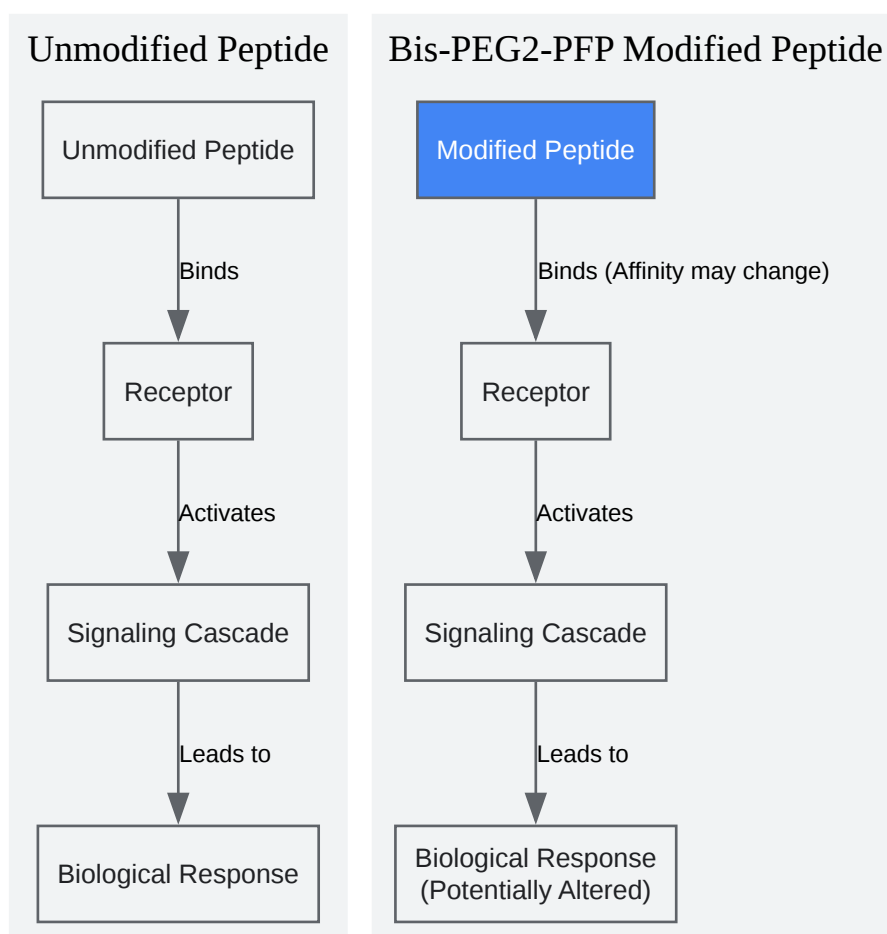 Unmodified Peptide
Unmodified Peptide
Binds
Receptor
Activates
Signaling Cascade
Leads to
Biological Response
Bis-PEG2-PFP Modified Peptide
Modified Peptide
Binds (Affinity may change)
Receptor
Activates
Signaling Cascade
Leads to
Biological Response
(Potentially Altered)